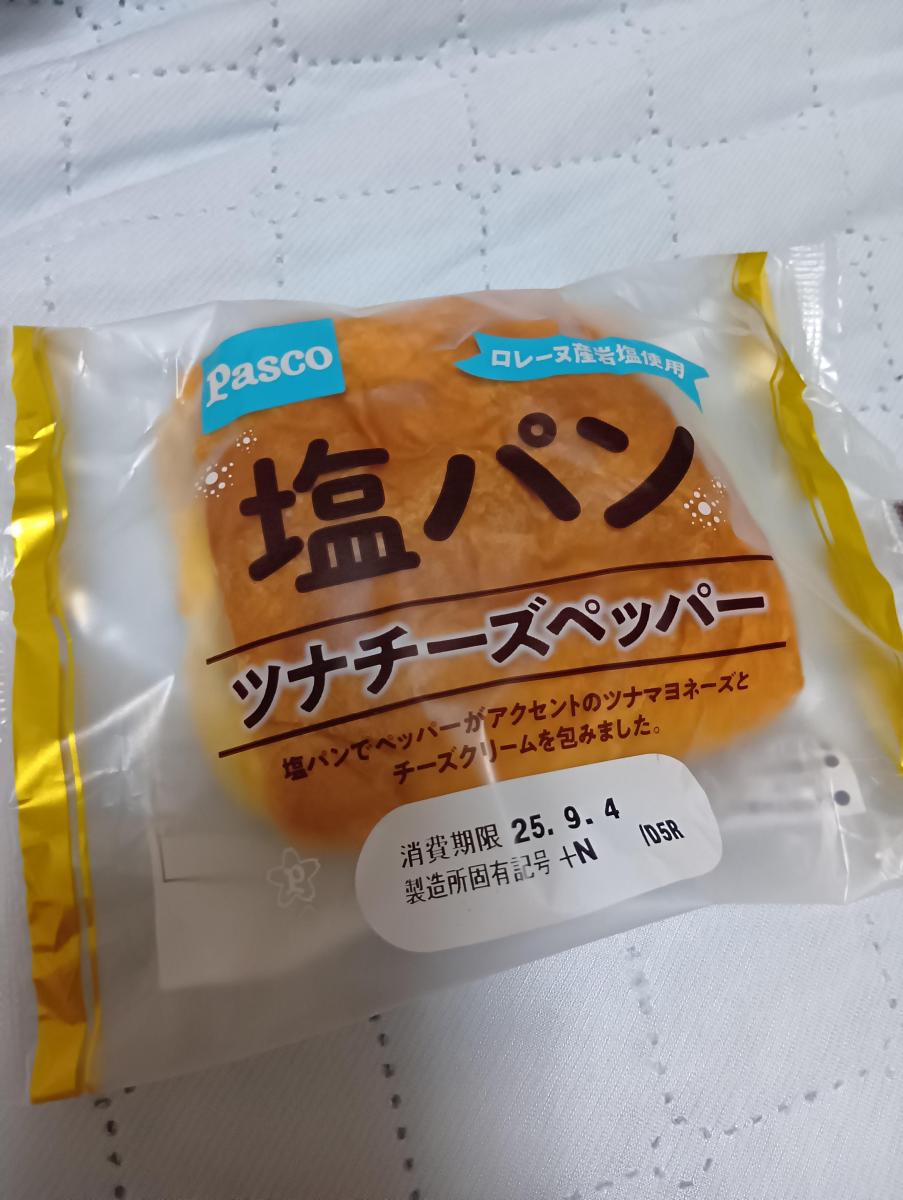 Pasco
ロレーヌ産岩塩使用
塩パン
ツナチーズペッパー
塩パンでペッパーがアクセントのツナマヨネーズと
チーズクリームを包みました。
消費期限 25.9.4
製造所固有記号 +N /D5R